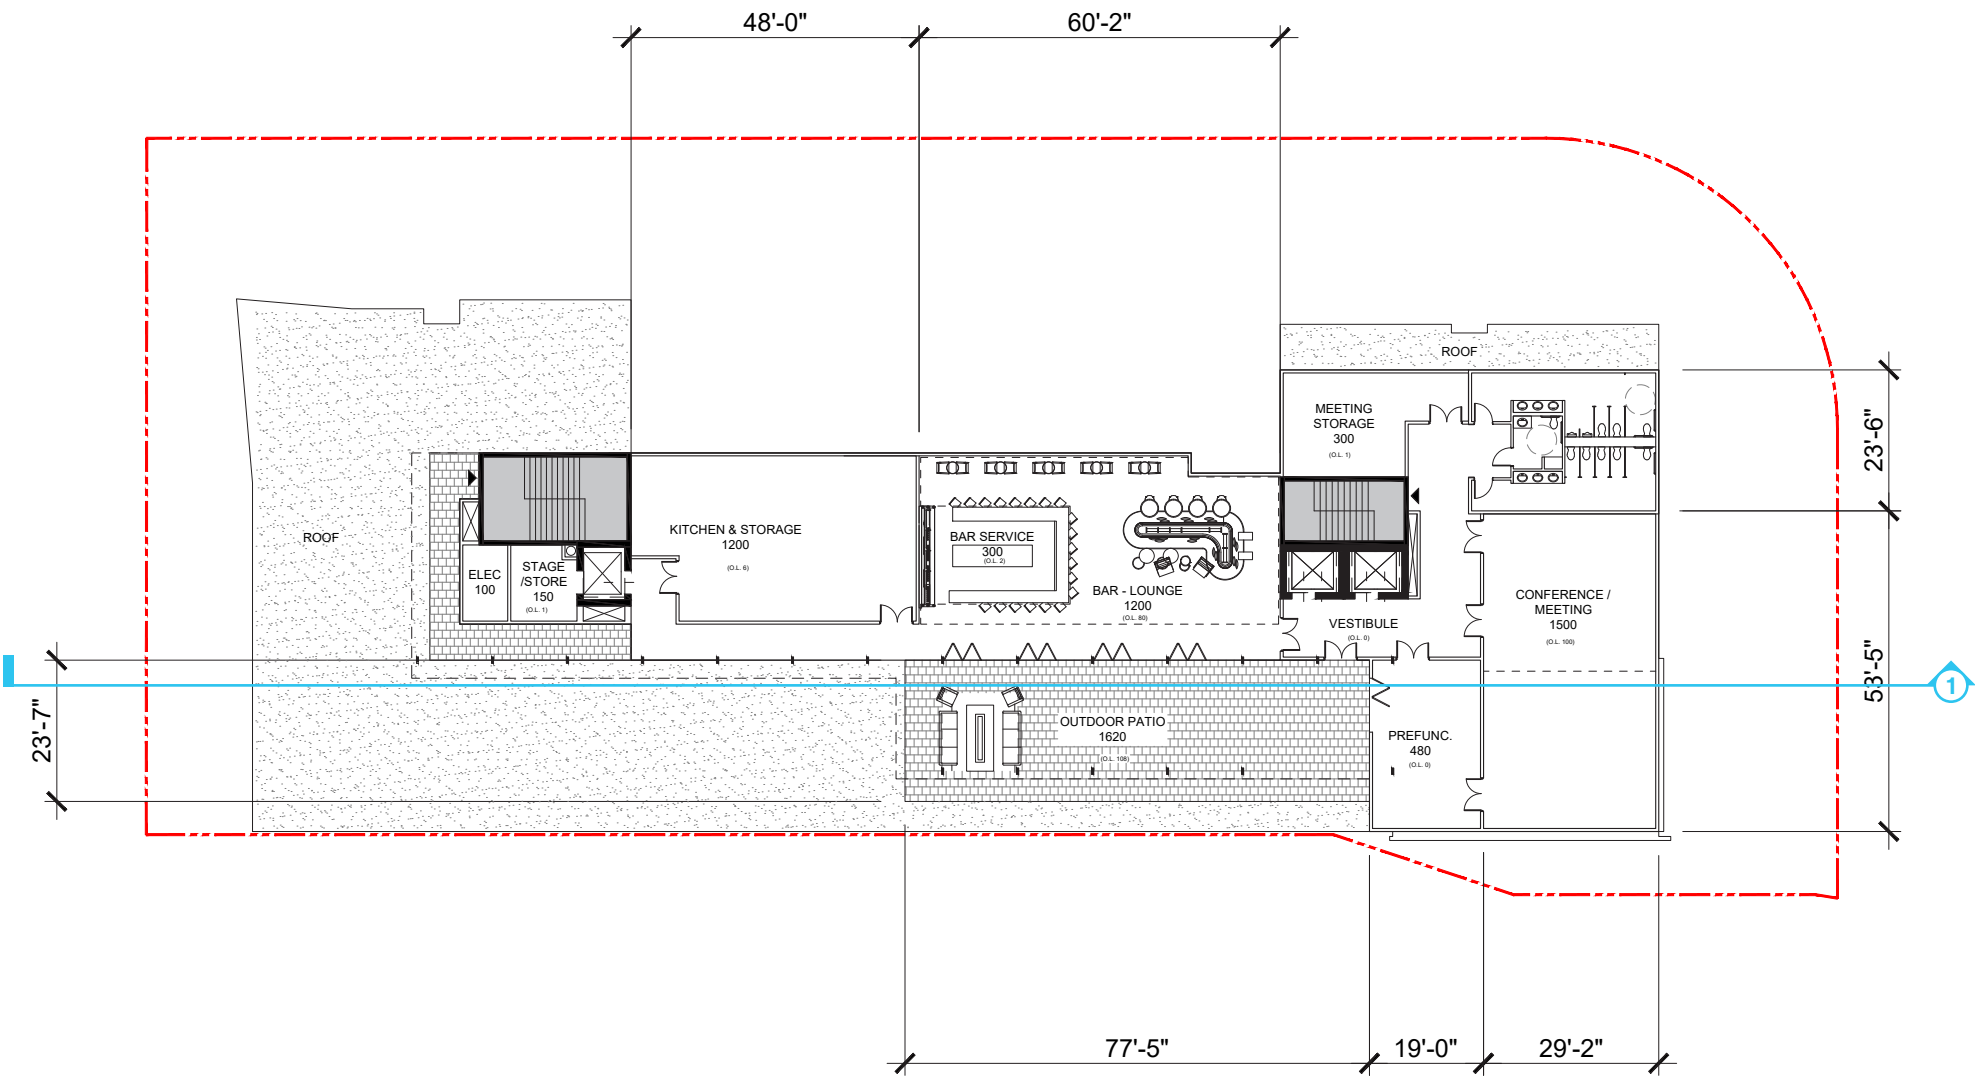 48'-0"
60'-2"
ROOF
23'-6"
MEETING
STORAGE
300
(O.L. 1)
KITCHEN & STORAGE
1200
(O.L. 6)
BAR SERVICE
300
(O.L. 2)
ROOF
ELEC
100
STAGE
/STORE
150
(O.L. 1)
BAR - LOUNGE
1200
(O.L. 80)
CONFERENCE /
MEETING
1500
(O.L. 100)
VESTIBULE
(O.L. 0)
53'-5"
1
23'-7"
OUTDOOR PATIO
1620
(O.L. 108)
PREFUNC.
480
(O.L. 0)
77'-5"
19'-0"
29'-2"